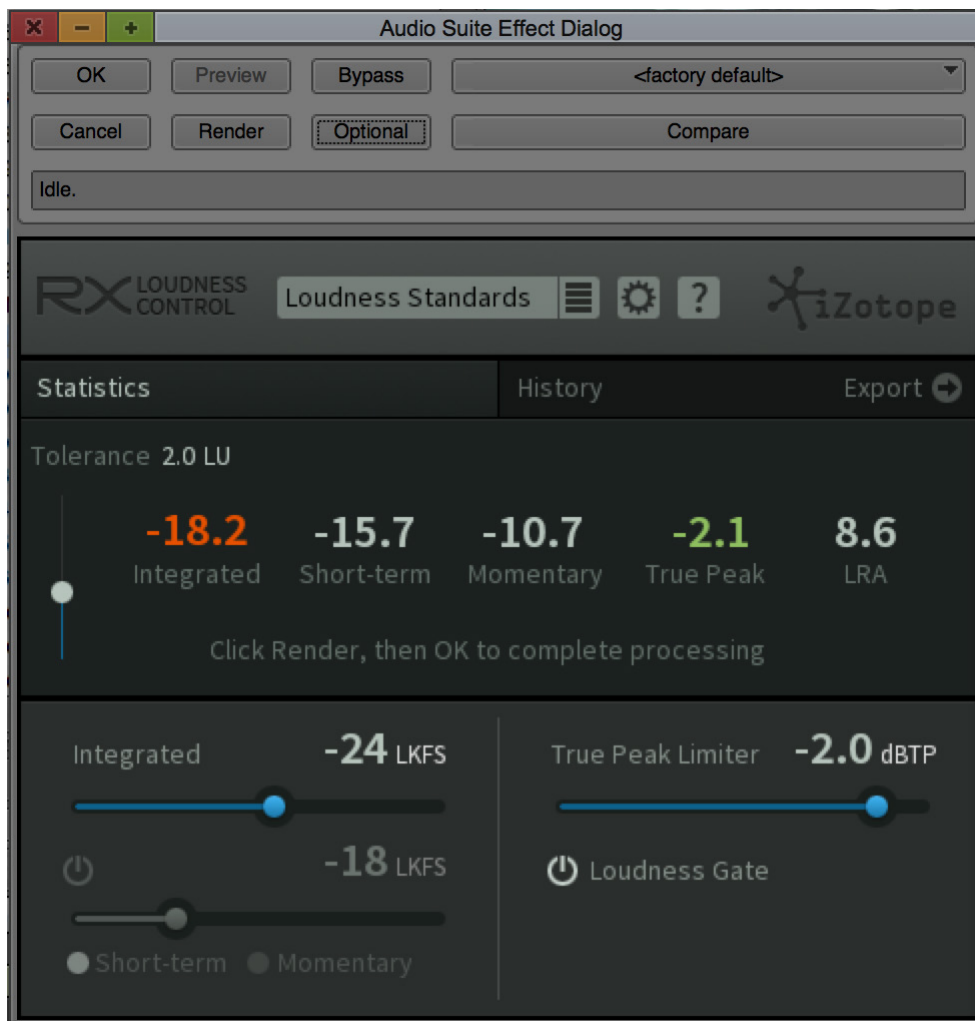 Audio Suite Effect Dialog
OK Preview Bypass <factory default>
Cancel Render Optional Compare
Idle.
RX LOUDNESS CONTROL Loudness Standards ? iZotope
Statistics History Export
Tolerance 2.0 LU
-18.2 -15.7 -10.7 -2.1 8.6
Integrated Short-term Momentary True Peak LRA
Click Render, then OK to complete processing
Integrated -24 LKFS True Peak Limiter -2.0 dBTP
-18 LKFS Loudness Gate
Short-term Momentary